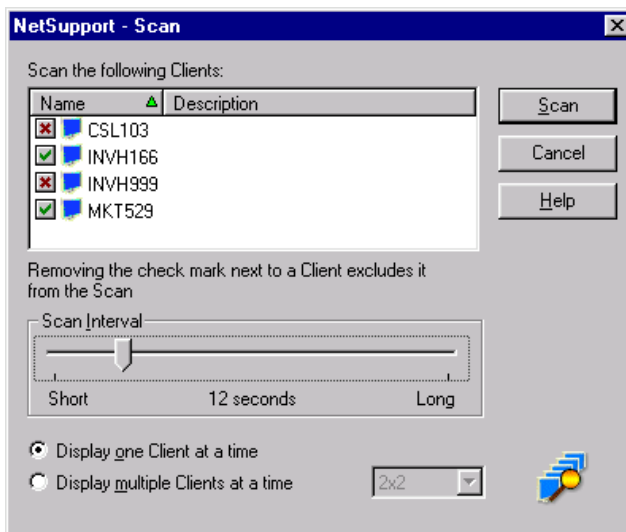 NetSupport - Scan
Scan the following Clients:
Name Description
CSL103
INVH166
INVH999
MKT529
Scan
Cancel
Help
Removing the check mark next to a Client excludes it
from the Scan
Scan Interval
Short 12 seconds Long
Display one Client at a time
Display multiple Clients at a time 2x2